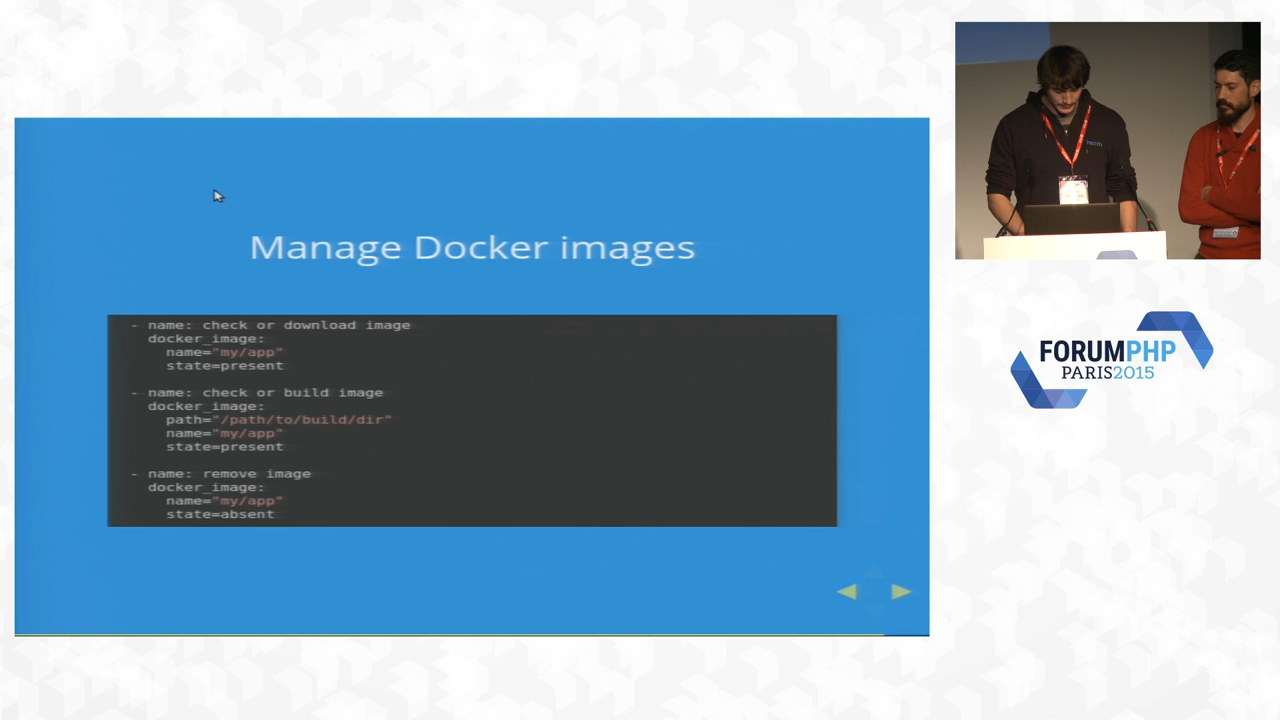 Manage Docker images
- name: check or download image
docker_image:
name="my/app"
state=present
- name: check or build image
docker_image:
path="/path/to/build/dir"
name="my/app"
state=present
- name: remove image
docker_image:
name="my/app"
state=absent
FORUMPHP
PARIS2015